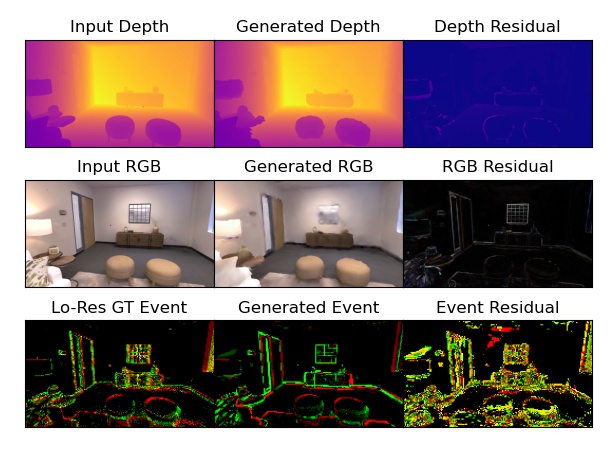 Input Depth Generated Depth Depth Residual
Input RGB Generated RGB RGB Residual
Lo-Res GT Event Generated Event Event Residual